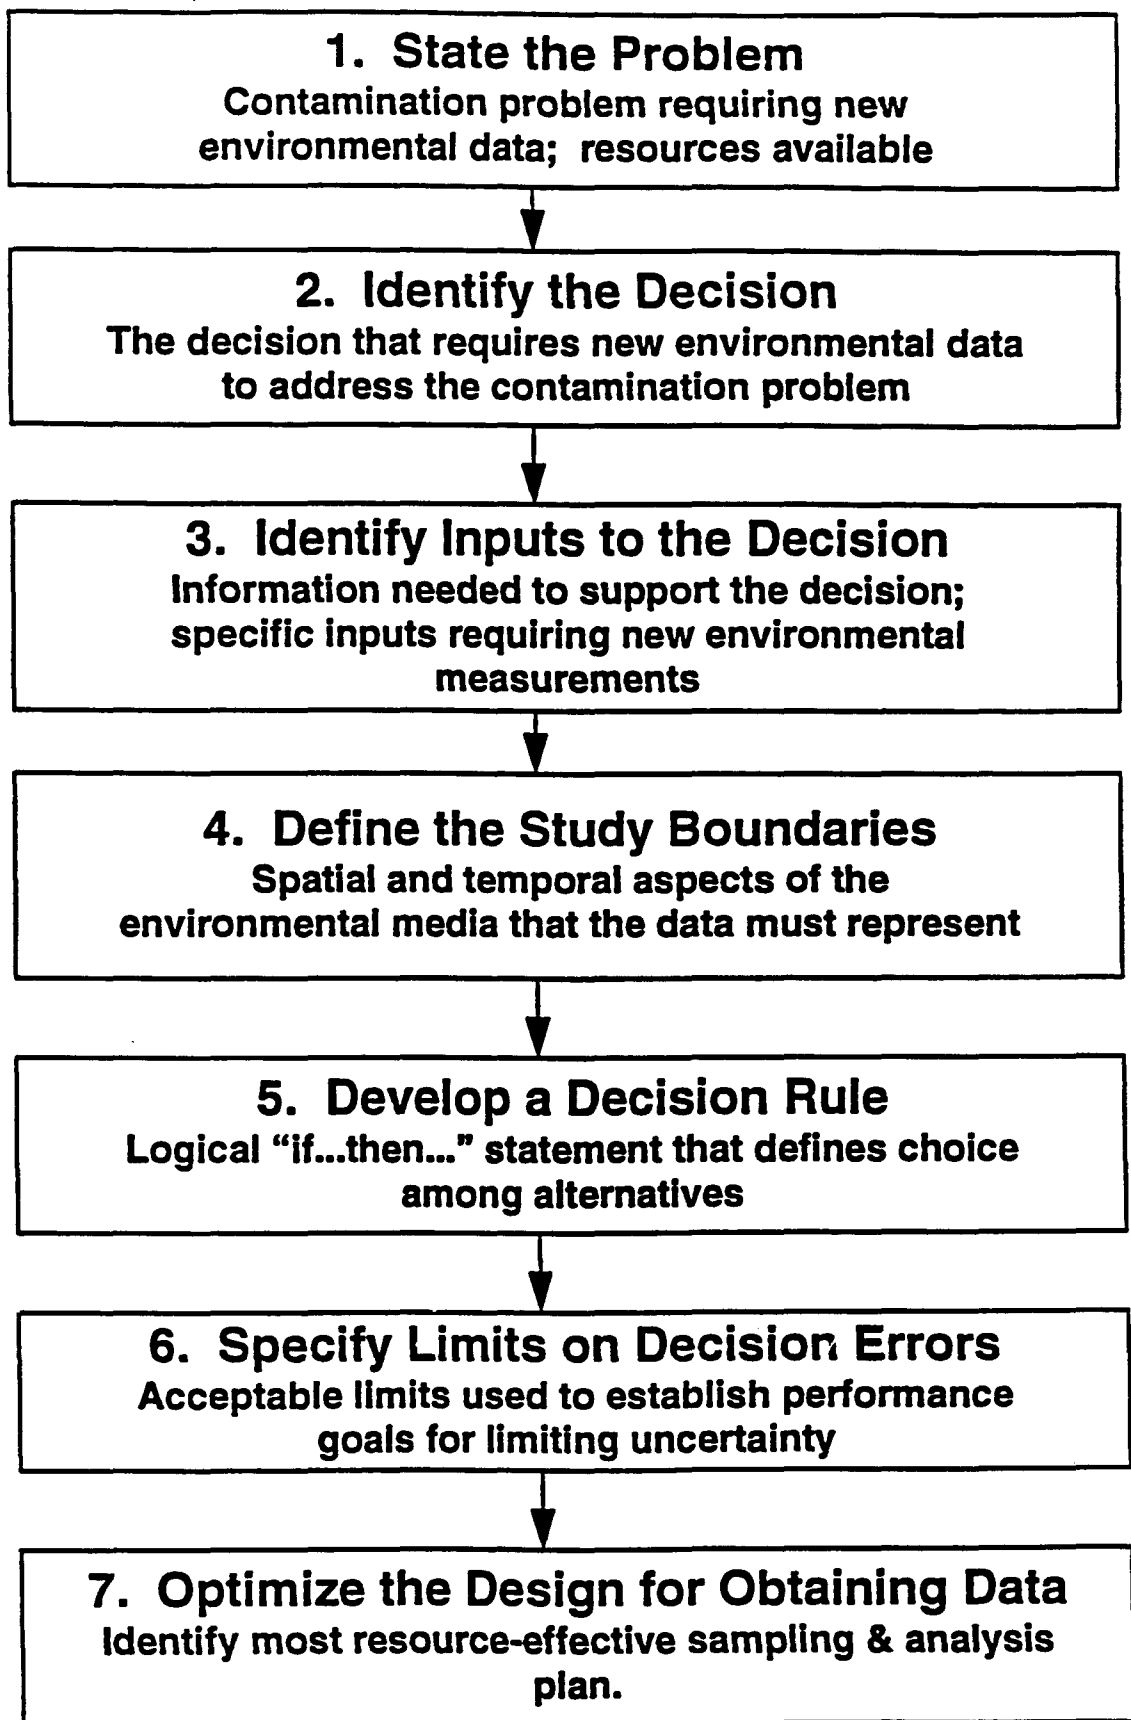 1. State the Problem
Contamination problem requiring new
environmental data; resources available
2. Identify the Decision
The decision that requires new environmental data
to address the contamination problem
3. Identify Inputs to the Decision
Information needed to support the decision;
specific inputs requiring new environmental
measurements
4. Define the Study Boundaries
Spatial and temporal aspects of the
environmental media that the data must represent
5. Develop a Decision Rule
Logical “if...then...” statement that defines choice
among alternatives
6. Specify Limits on Decision Errors
Acceptable limits used to establish performance
goals for limiting uncertainty
7. Optimize the Design for Obtaining Data
Identify most resource-effective sampling & analysis
plan.